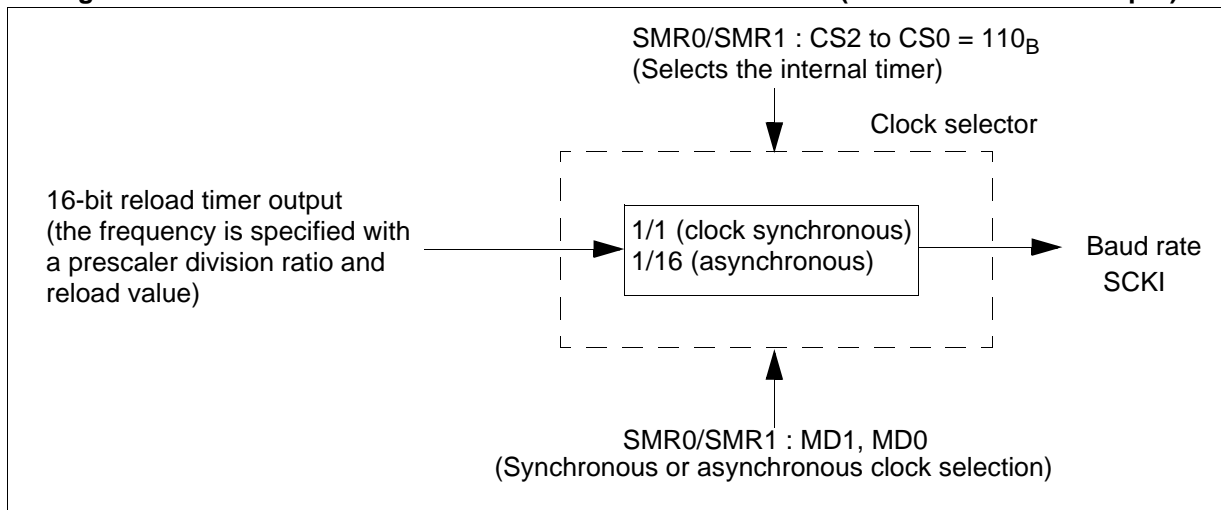 SMR0/SMR1 : CS2 to CS0 = 110B
(Selects the internal timer)
Clock selector
16-bit reload timer output
(the frequency is specified with
a prescaler division ratio and
reload value)
1/1 (clock synchronous)
1/16 (asynchronous)
Baud rate
SCKI
SMR0/SMR1 : MD1, MD0
(Synchronous or asynchronous clock selection)